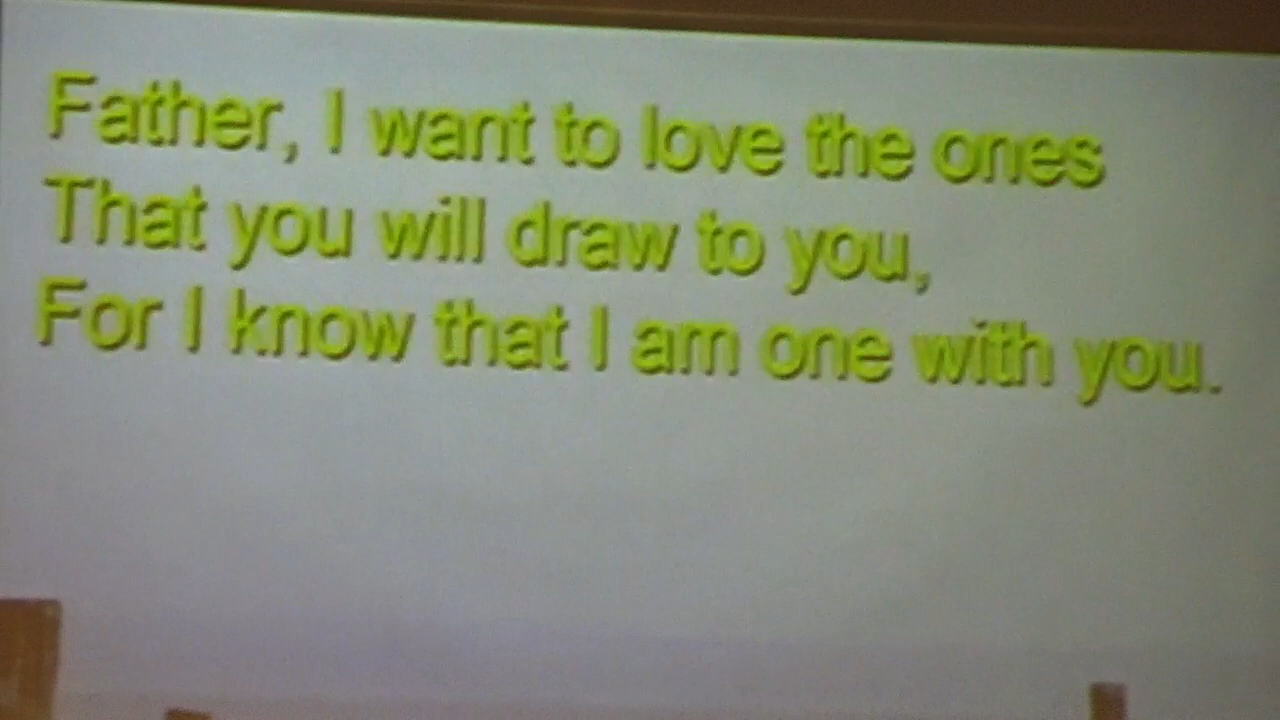 Father, I want to love the ones
That you will draw to you,
For I know that I am one with you.